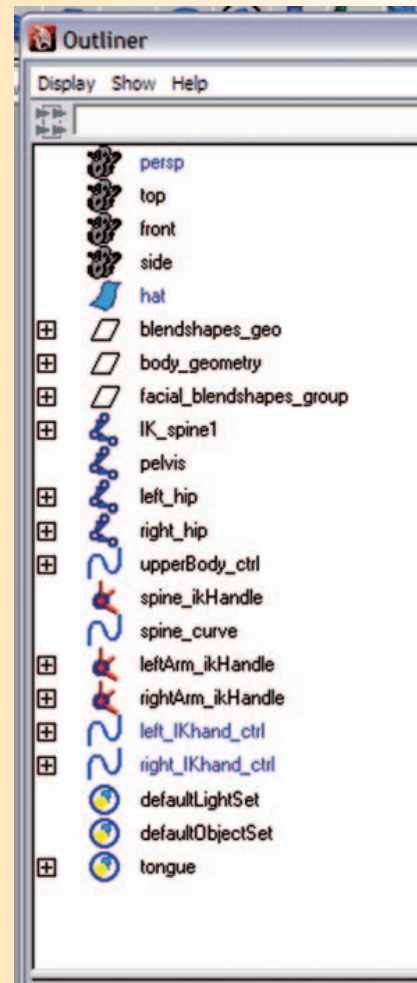 Outliner
Display Show Help
persp
top
front
side
hat
blendshapes_geo
body_geometry
facial_blendshapes_group
IK_spine1
pelvis
left_hip
right_hip
upperBody_ctrl
spine_ikHandle
spine_curve
leftArm_ikHandle
rightArm_ikHandle
left_IKhand_ctrl
right_IKhand_ctrl
defaultLightSet
defaultObjectSet
tongue